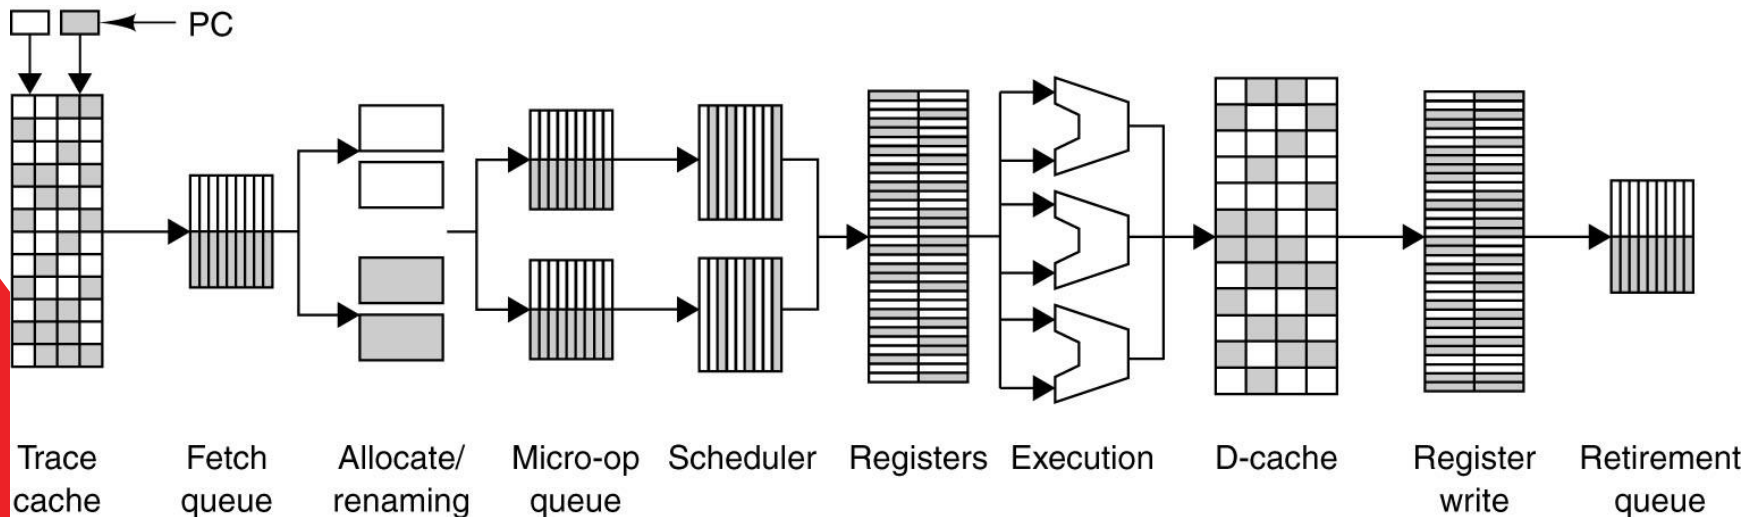 PC
Trace cache
Fetch queue
Allocate/ renaming
Micro-op queue
Scheduler
Registers
Execution
D-cache
Register write
Retirement queue